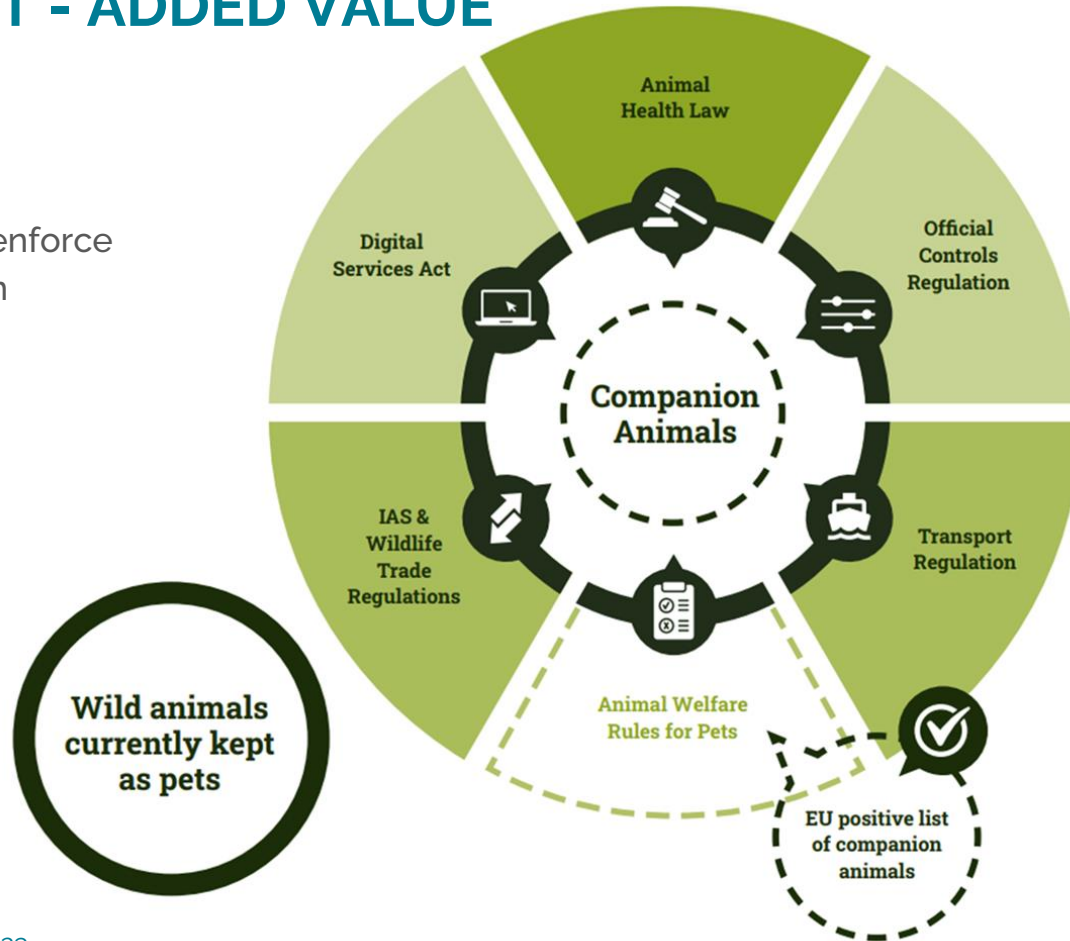 T - ADDED VALUE
enforce
Animal
Health Law
Digital
Services Act
Official
Controls
Regulation
Companion
Animals
IAS &
Wildlife
Trade
Regulations
Transport
Regulation
Wild animals
currently kept
as pets
Animal Welfare
Rules for Pets
EU positive list
of companion
animals